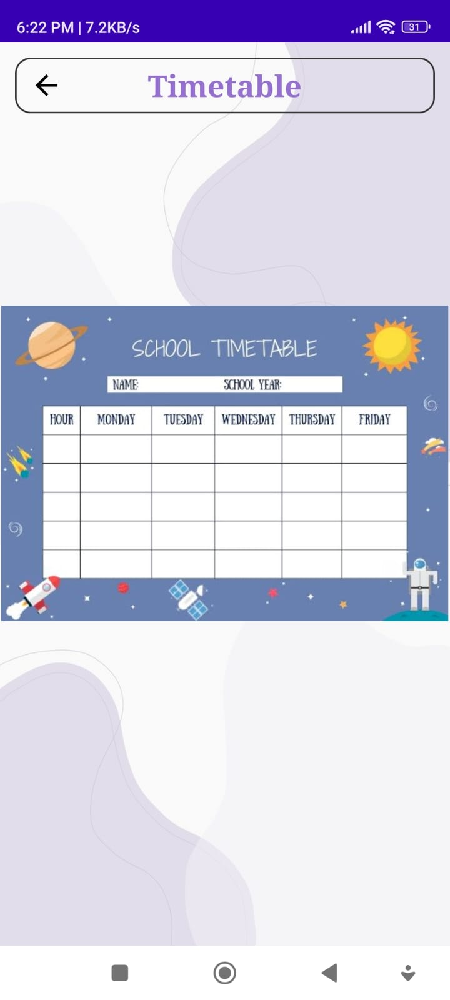 6:22 PM | 7.2KB/s 31
Timetable
SCHOOL TIMETABLE
NAME: SCHOOL YEAR:
HOUR MONDAY TUESDAY WEDNESDAY THURSDAY FRIDAY